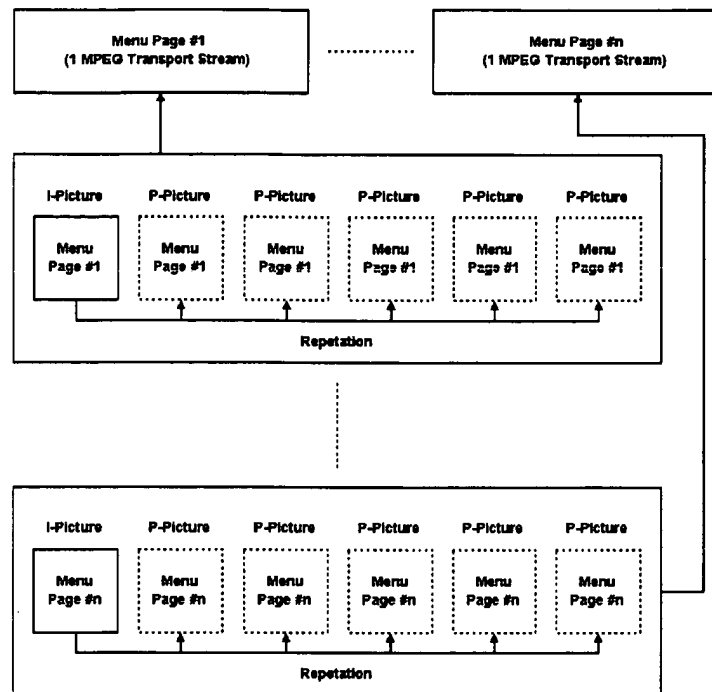 Menu Page #1
(1 MPEG Transport Stream)
Menu Page #n
(1 MPEG Transport Stream)
I-Picture P-Picture P-Picture P-Picture P-Picture P-Picture
Menu Page #1
Menu Page #1
Menu Page #1
Menu Page #1
Menu Page #1
Menu Page #1
Repetation
I-Picture P-Picture P-Picture P-Picture P-Picture P-Picture
Menu Page #n
Menu Page #n
Menu Page #n
Menu Page #n
Menu Page #n
Menu Page #n
Repetation